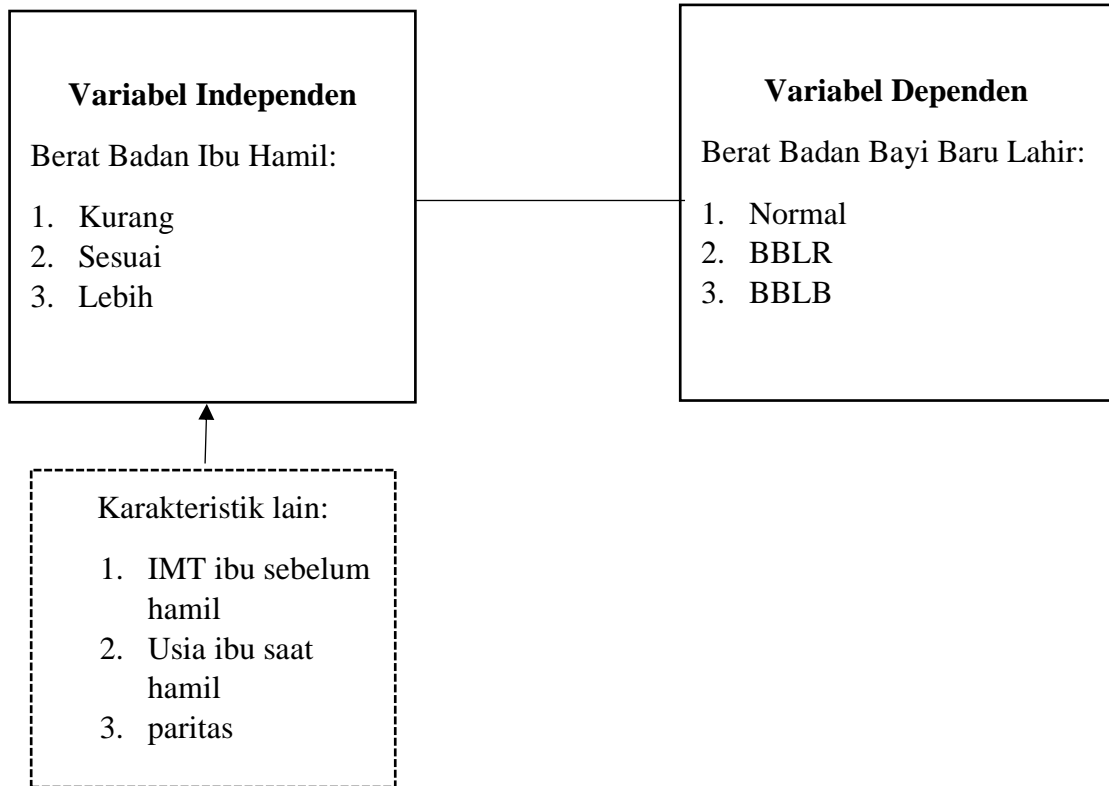 Variabel Independen
Berat Badan Ibu Hamil:
1. Kurang
2. Sesuai
3. Lebih
Variabel Dependen
Berat Badan Bayi Baru Lahir:
1. Normal
2. BBLR
3. BBLB
Karakteristik lain:
1. IMT ibu sebelum
hamil
2. Usia ibu saat
hamil
3. paritas